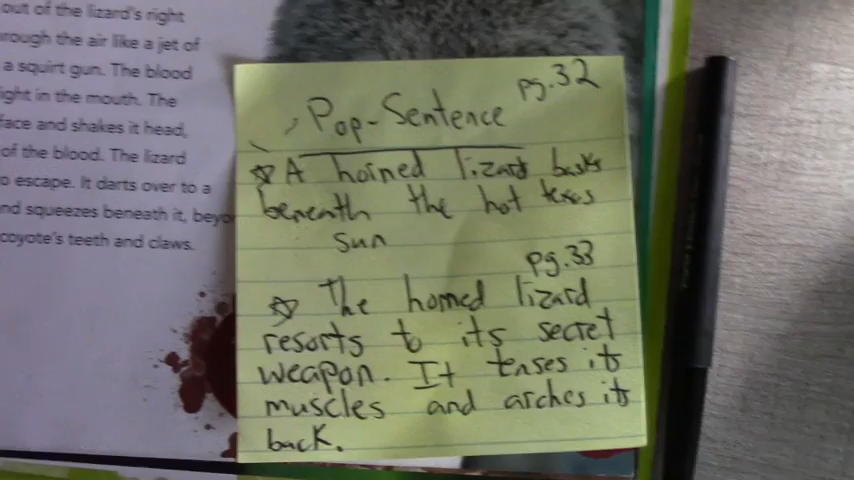 out of the lizard's right
rough the air like a jet of
a squirt gun. The blood
ight in the mouth. The
face and shakes it head,
of the blood. The lizard
o escape. It darts over to a
nd squeezes beneath it, beyo
coyote's teeth and claws.
pg.32
Pop-Sentence
☆ A horned lizard basks
beneath the hot texas
sun
pg.33
☆ The horned lizard
resorts to its secret
weapon. It tenses its
muscles and arches its
back.